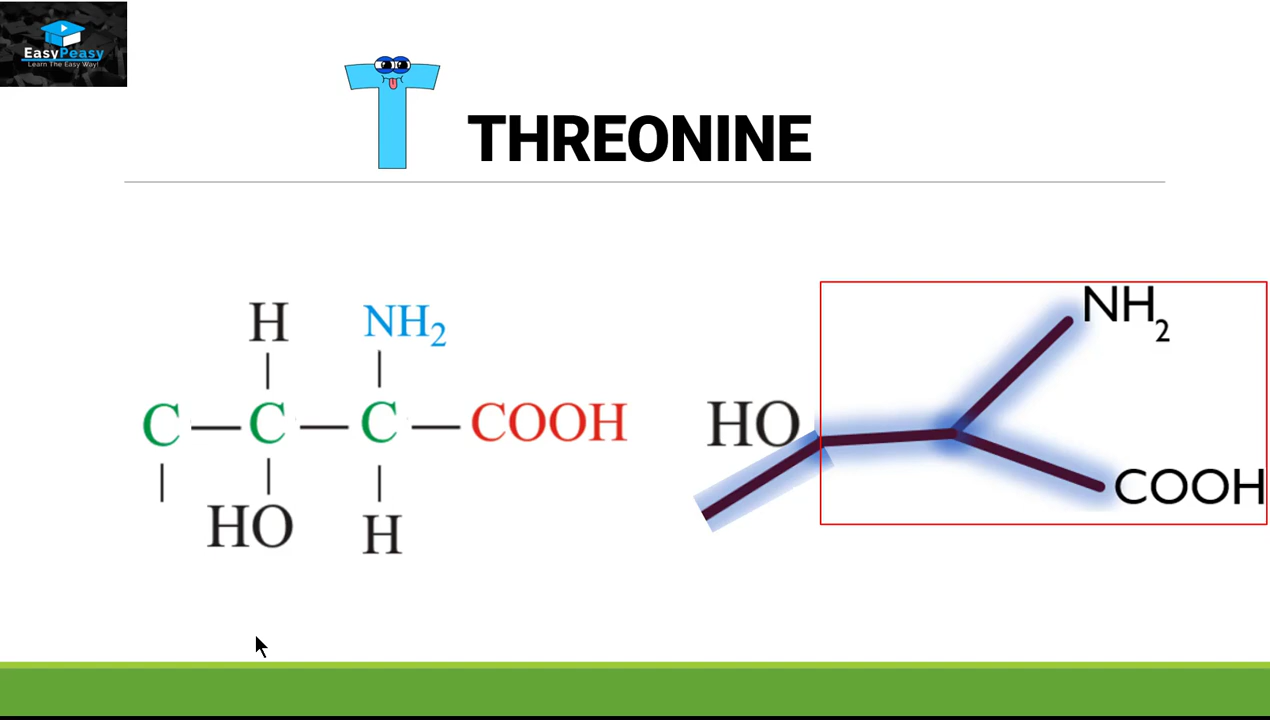 EasyPeasy
Learn The Easy Way!
T THREONINE
H NH₂
C — C — C — COOH
HO H
NH₂
HO
COOH